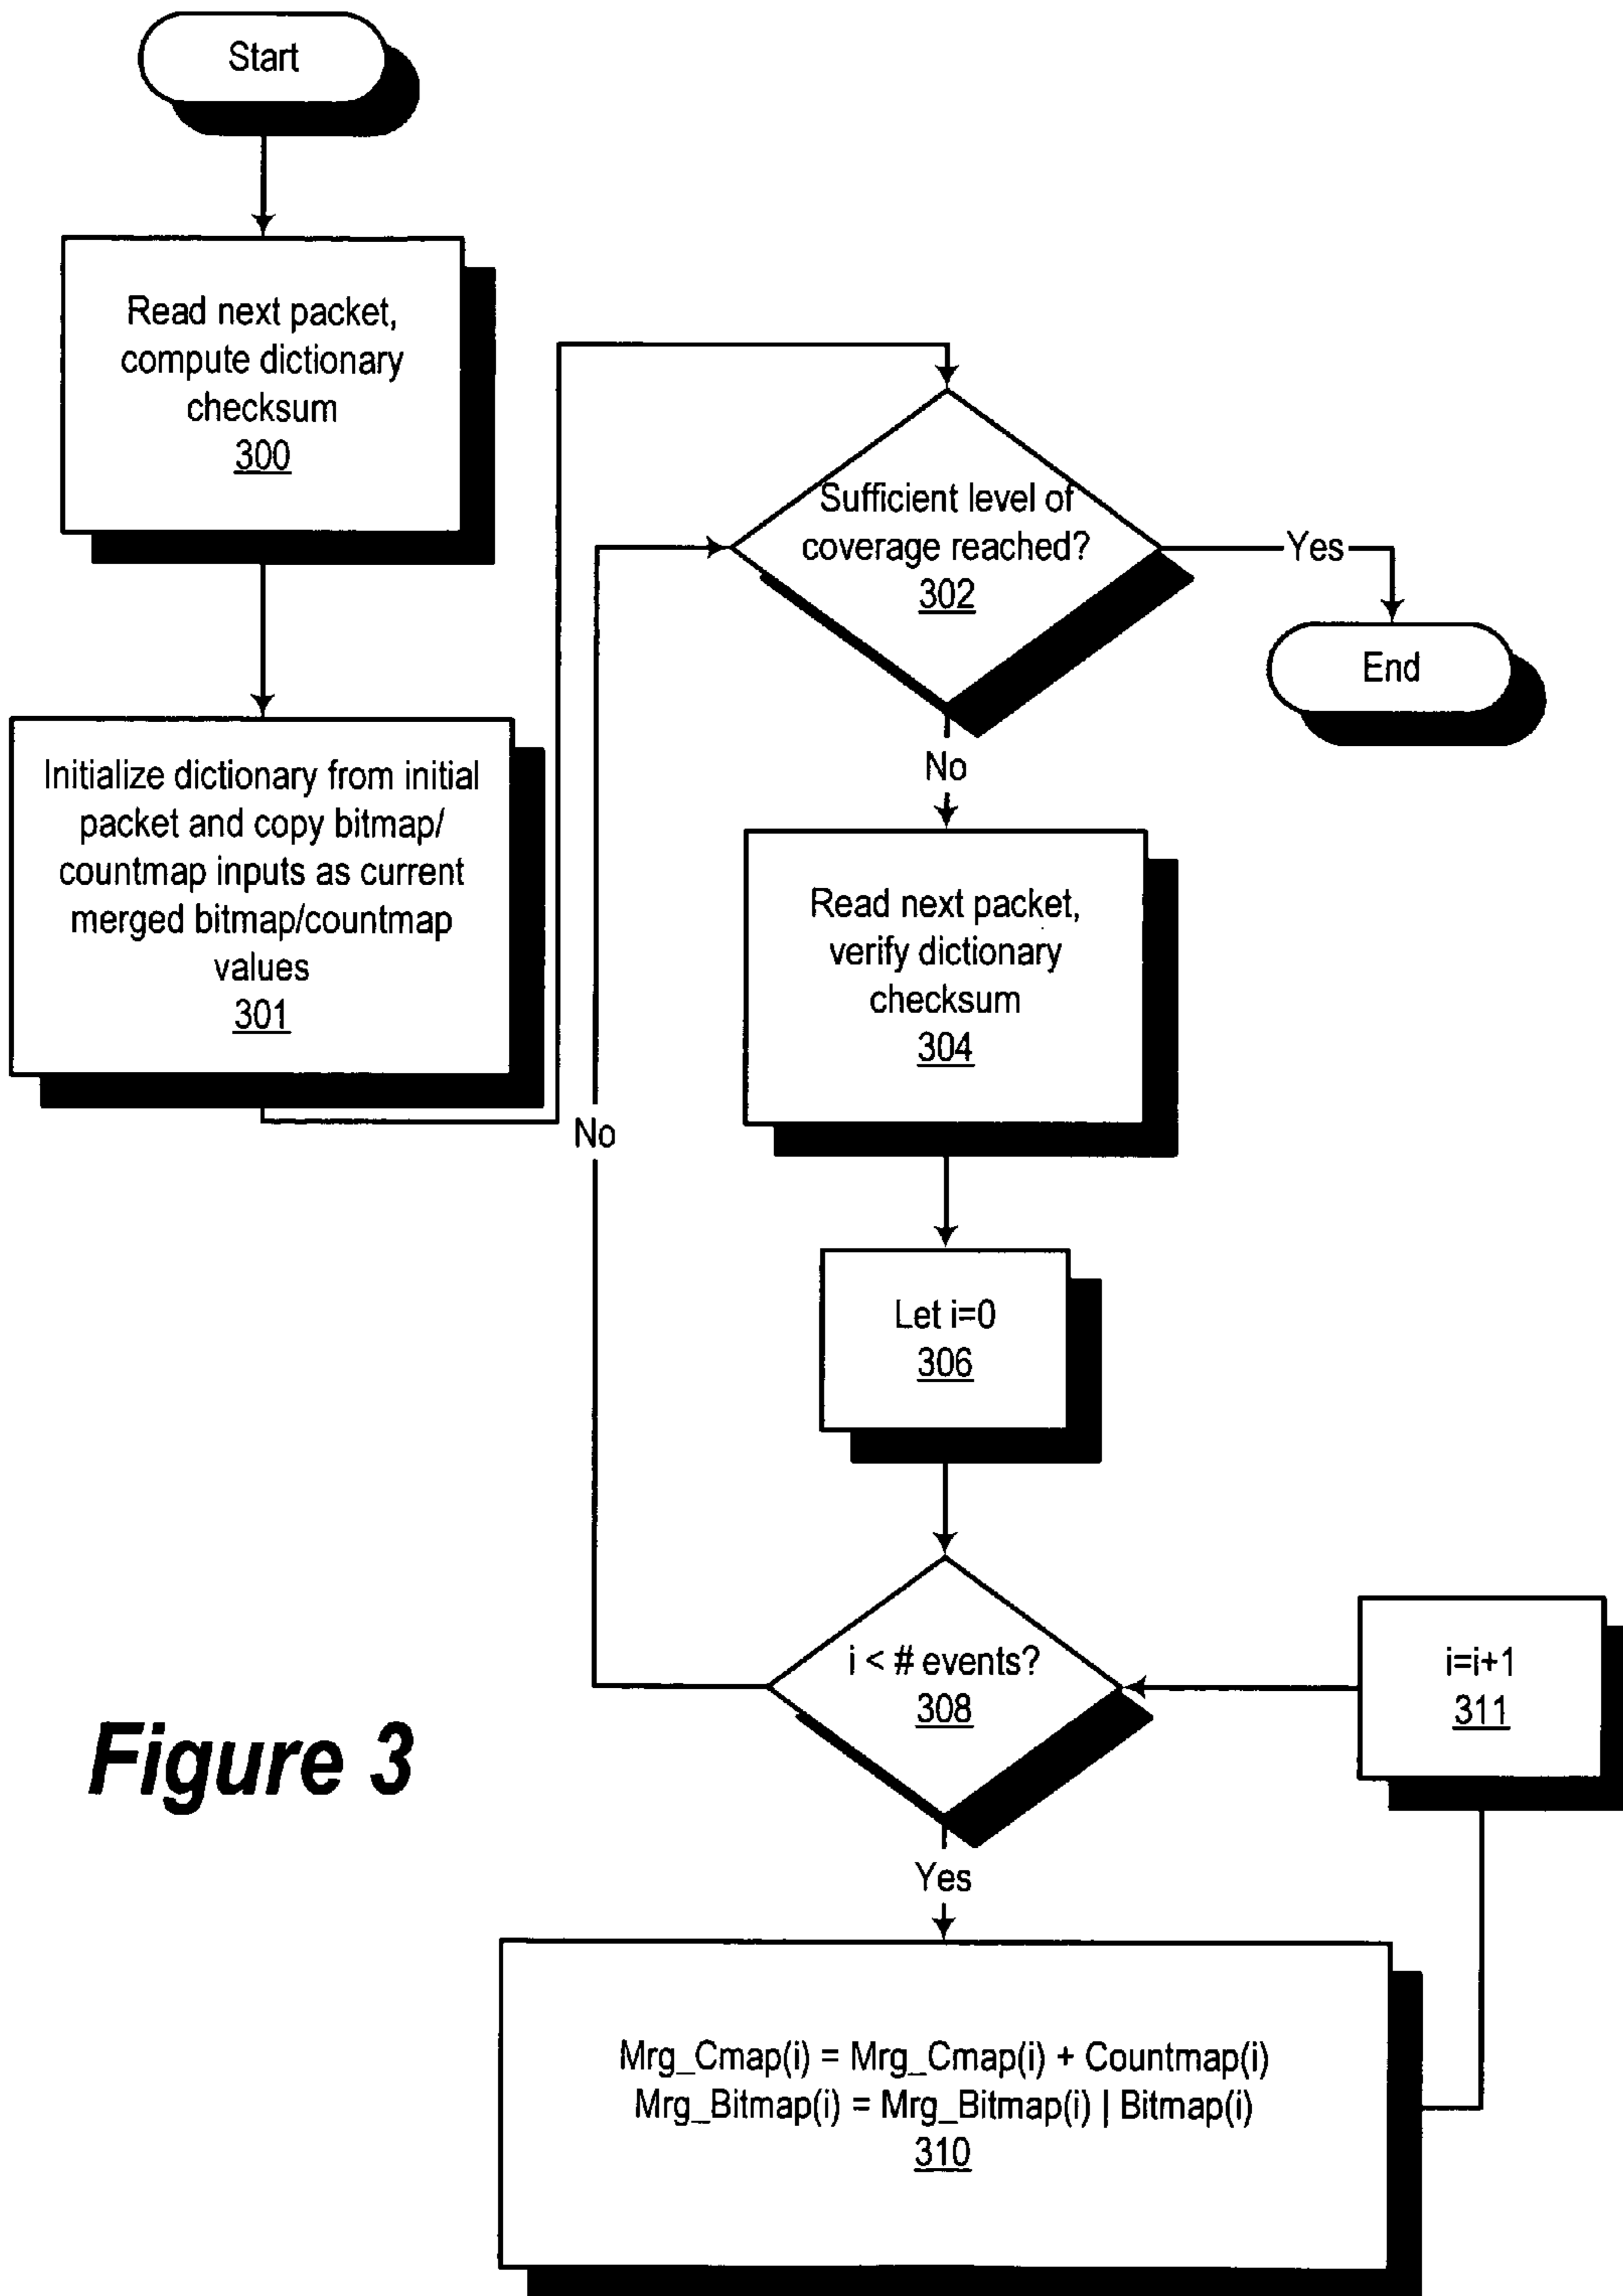 Start
Read next packet,
compute dictionary
checksum
300
Initialize dictionary from initial
packet and copy bitmap/
countmap inputs as current
merged bitmap/countmap
values
301
Sufficient level of
coverage reached?
302
Yes
End
No
Read next packet,
verify dictionary
checksum
304
No
Let i=0
306
i < # events?
308
i=i+1
311
Yes
Mrg_Cmap(i) = Mrg_Cmap(i) + Countmap(i)
Mrg_Bitmap(i) = Mrg_Bitmap(i) | Bitmap(i)
310
Figure 3